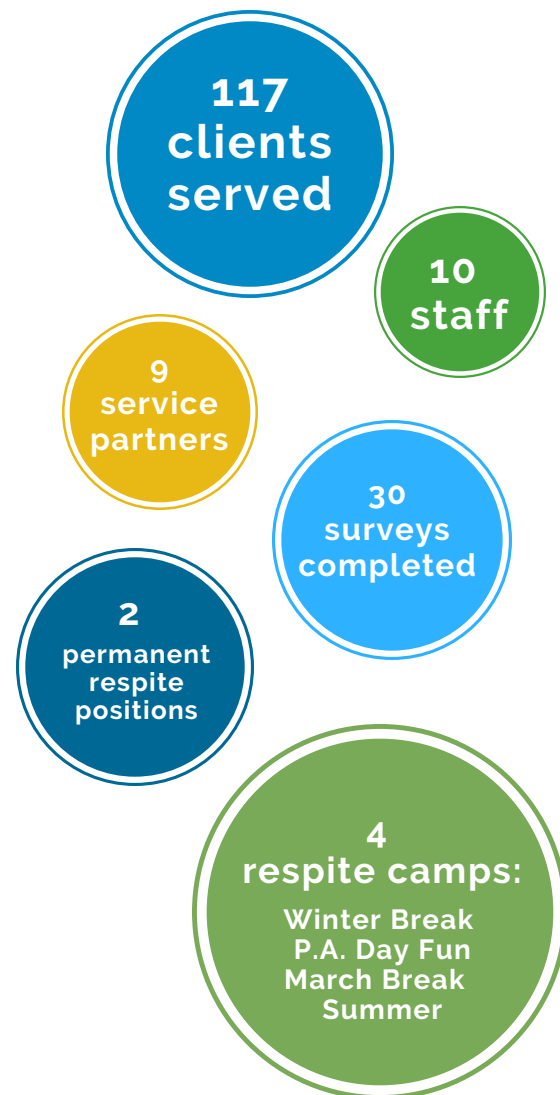 117
clients
served
10
staff
9
service
partners
30
surveys
completed
2
permanent
respite
positions
4
respite camps:
Winter Break
P.A. Day Fun
March Break
Summer